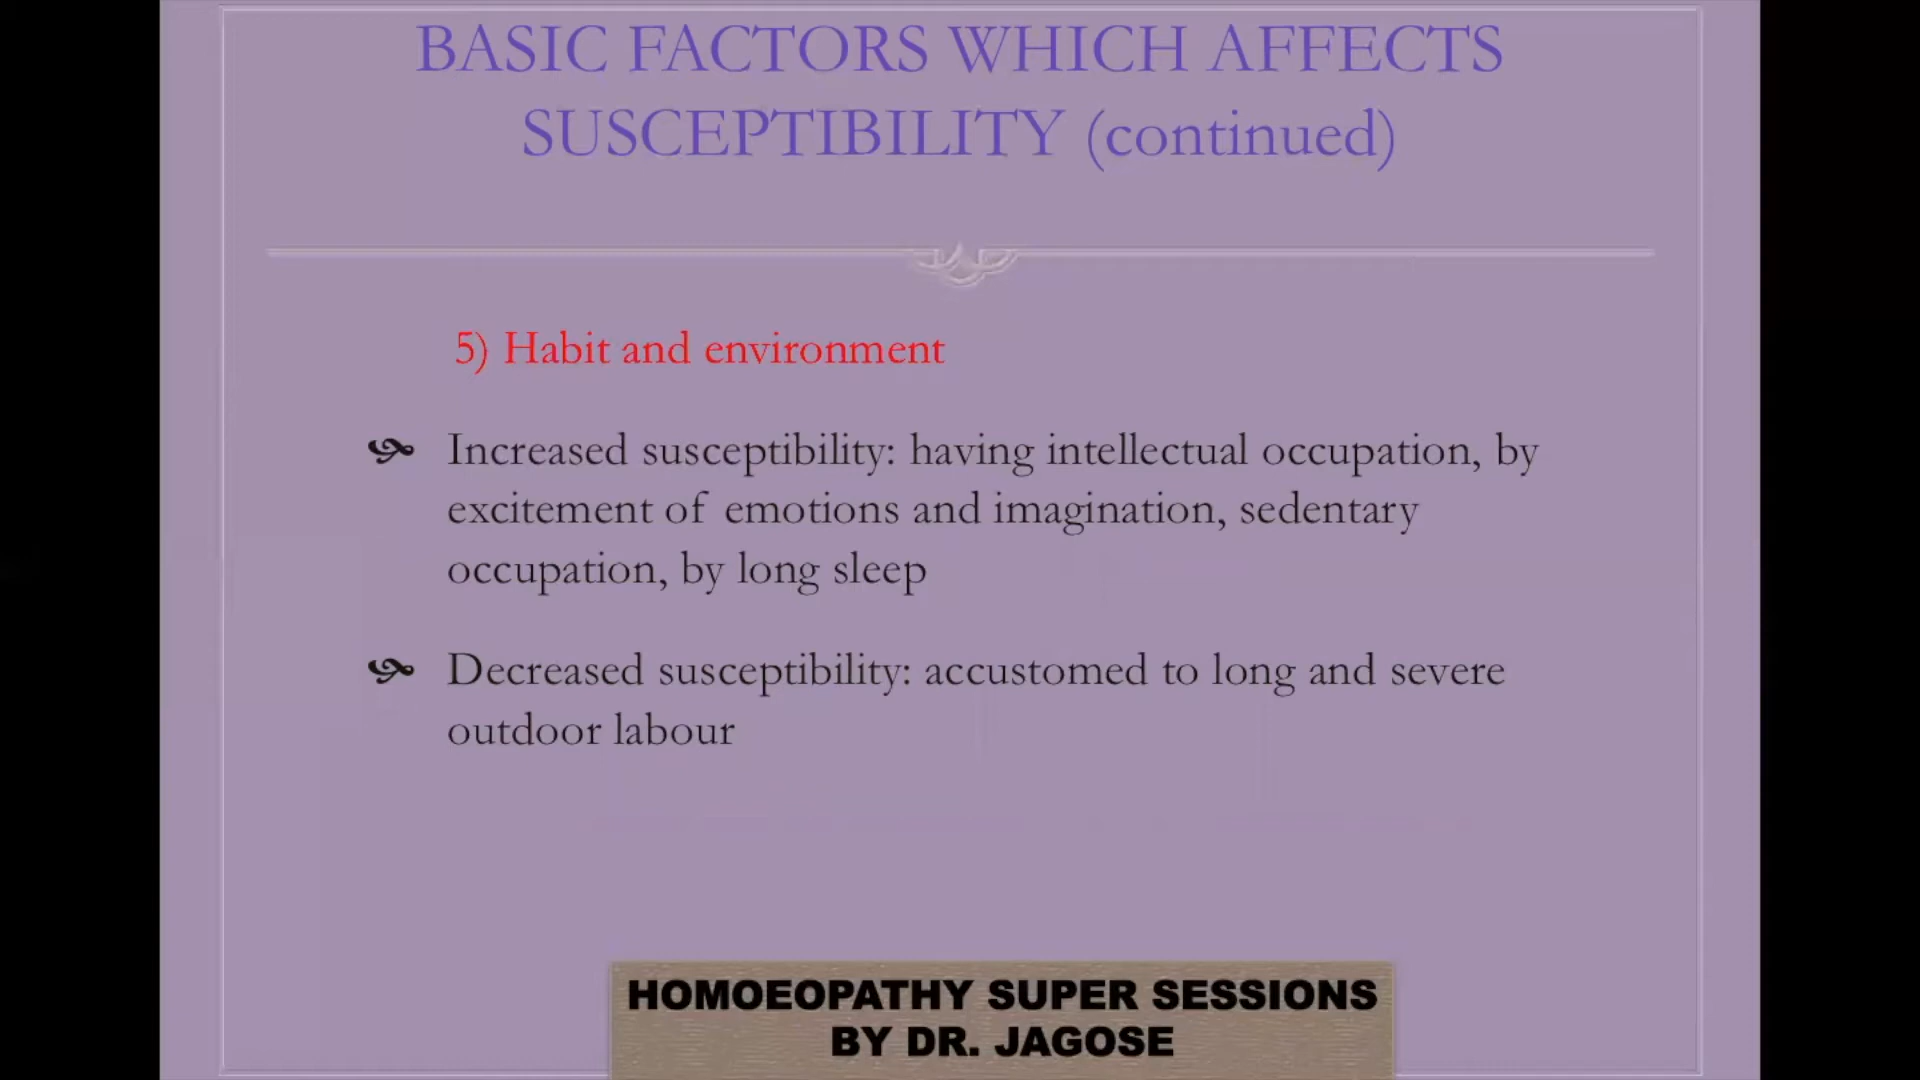 BASIC FACTORS WHICH AFFECTS
SUSCEPTIBILITY (continued)
5) Habit and environment
Increased susceptibility: having intellectual occupation, by
excitement of emotions and imagination, sedentary
occupation, by long sleep
Decreased susceptibility: accustomed to long and severe
outdoor labour
HOMOEOPATHY SUPER SESSIONS
BY DR. JAGOSE